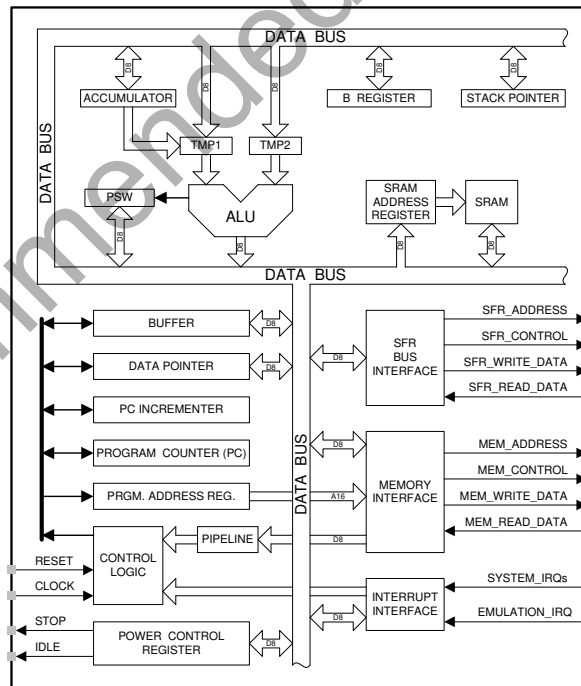 DATA BUS
D8
D8
D8
D8
D8
ACCUMULATOR
B REGISTER
STACK POINTER
DATA BUS
TMP1
TMP2
PSW
ALU
SRAM
ADDRESS
REGISTER
SRAM
D8
D8
D8
D8
DATA BUS
BUFFER
D8
DATA POINTER
D8
PC INCREMENTER
PROGRAM COUNTER (PC)
PRGM. ADDRESS REG.
A16
DATA BUS
D8
SFR
BUS
INTERFACE
SFR_ADDRESS
SFR_CONTROL
SFR_WRITE_DATA
SFR_READ_DATA
D8
MEMORY
INTERFACE
MEM_ADDRESS
MEM_CONTROL
MEM_WRITE_DATA
MEM_READ_DATA
RESET
CLOCK
CONTROL
LOGIC
PIPELINE
D8
INTERRUPT
INTERFACE
D8
SYSTEM_IRQs
EMULATION_IRQ
STOP
IDLE
POWER CONTROL
REGISTER
D8